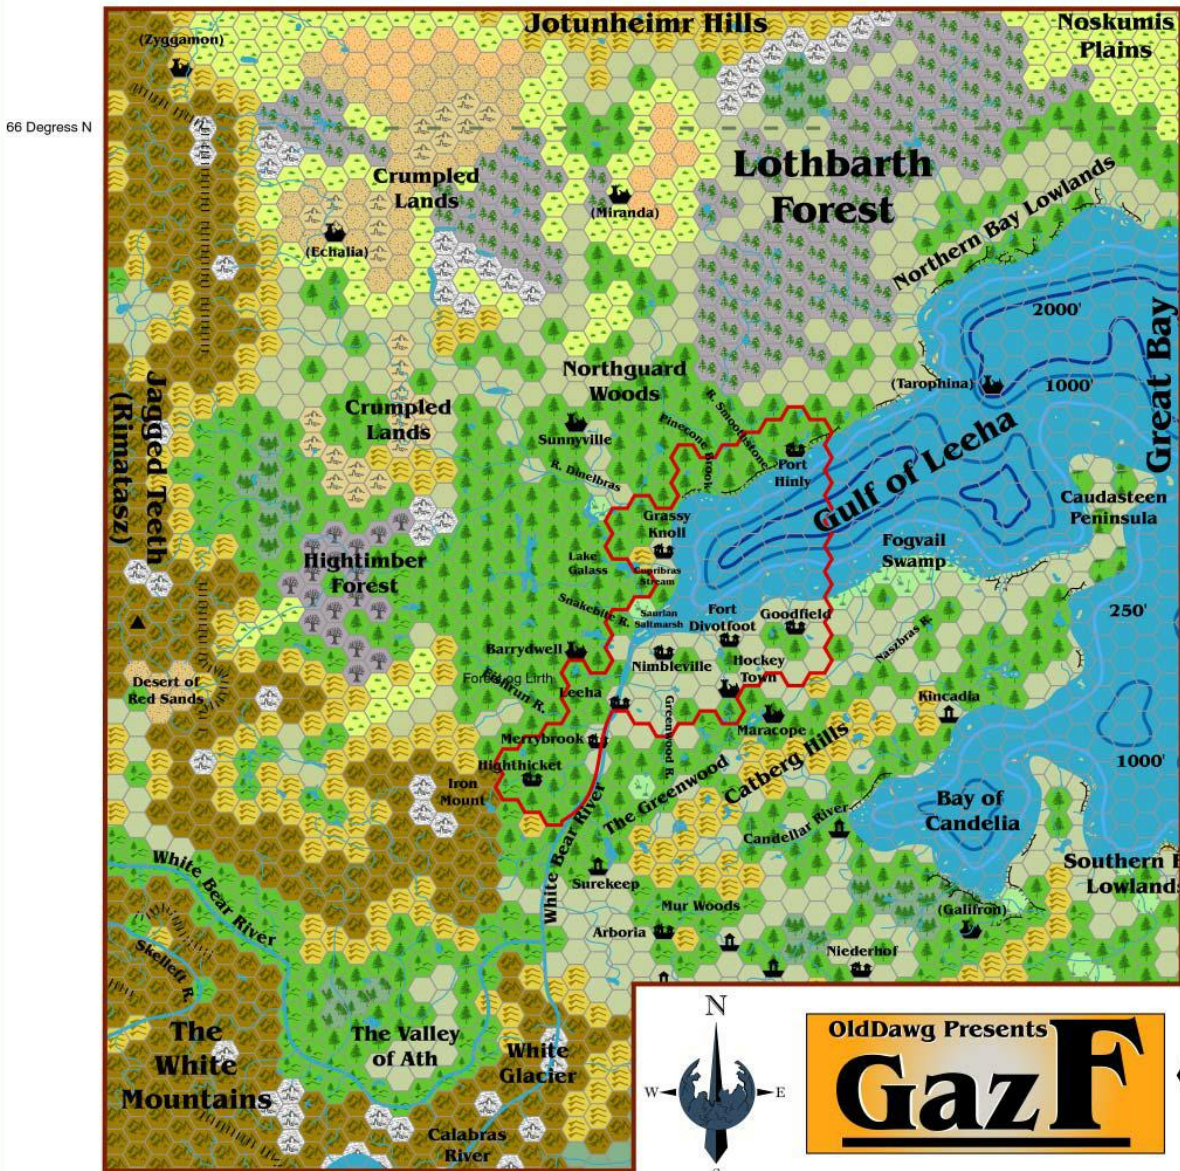 Jotunheimr Hills
Noskumis
Plains
(Zyggamon)
66 Degress N
Crumpled
Lands
Lothbarth
Forest
(Miranda)
(Echalia)
Northern Bay Lowlands
2000'
Great Bay
1000'
(Tarophina)
Jagged Teeth
(Rimatasz)
Northguard
Woods
Crumpled
Lands
Sunnyville
Pinecone Brook
R. Smoothstone
R. Dinelbras
Port
Hinly
Gulf of Leeha
Caudasteen
Peninsula
Grassy
Knoll
Hightimber
Forest
Lake
Galass
Cupribras
Stream
Fogvail
Swamp
Snakebite R.
Saurian
Saltmarsh
Fort
Divotfoot
Goodfield
250'
Barrydwell
Nimbleville
Hockey
Town
Naszbras R.
Desert of
Red Sands
Leeha
Greenwood R.
Kincadia
Maracope
Merrybrook
Highthicket
Iron
Mount
Catberg Hills
1000'
The Greenwood
White Bear River
Bay of
Candelia
Candellar River
White Bear River
Surekeep
Southern
Lowlands
Mur Woods
(Galifron)
Arboria
Niederhof
Skelleft R.
The
White
Mountains
The Valley
of Ath
White
Glacier
Calabras
River
N
W
E
S
OldDawg Presents
GazF